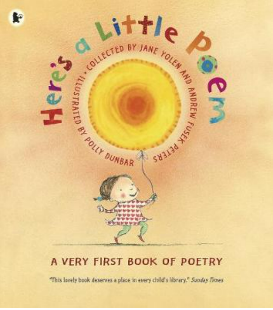 Here's a Little Poem
COLLECTED BY JANE YOLEN AND ANDREW FUSEK PETERS
ILLUSTRATED BY POLLY DUNBAR
A VERY FIRST BOOK OF POETRY
"This lovely book deserves a place in every child's library." Sunday Times